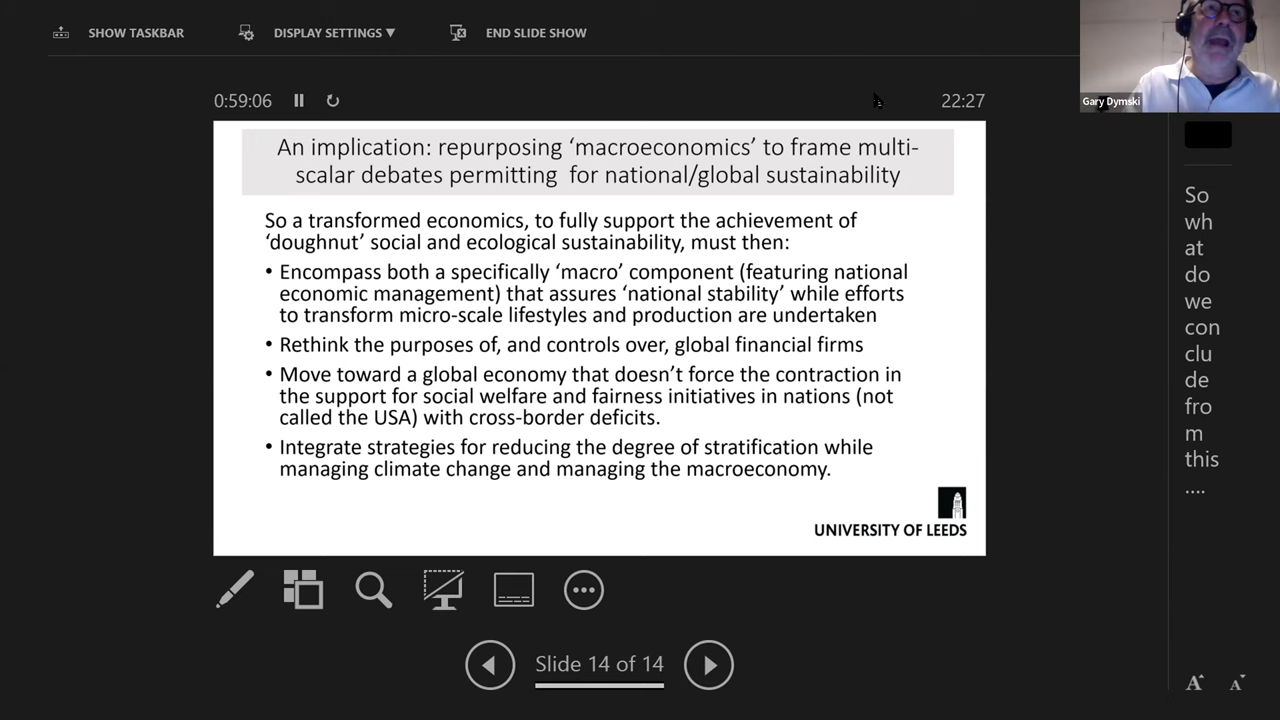 SHOW TASKBAR
DISPLAY SETTINGS ▼
END SLIDE SHOW
Gary Dymski
0:59:06
22:27
An implication: repurposing ‘macroeconomics’ to frame multi-
scalar debates permitting for national/global sustainability
So a transformed economics, to fully support the achievement of
‘doughnut’ social and ecological sustainability, must then:
• Encompass both a specifically ‘macro’ component (featuring national
economic management) that assures ‘national stability’ while efforts
to transform micro-scale lifestyles and production are undertaken
• Rethink the purposes of, and controls over, global financial firms
• Move toward a global economy that doesn’t force the contraction in
the support for social welfare and fairness initiatives in nations (not
called the USA) with cross-border deficits.
• Integrate strategies for reducing the degree of stratification while
managing climate change and managing the macroeconomy.
UNIVERSITY OF LEEDS
So
wh
at
do
we
con
clu
de
fro
m
this
....
Slide 14 of 14
A
A